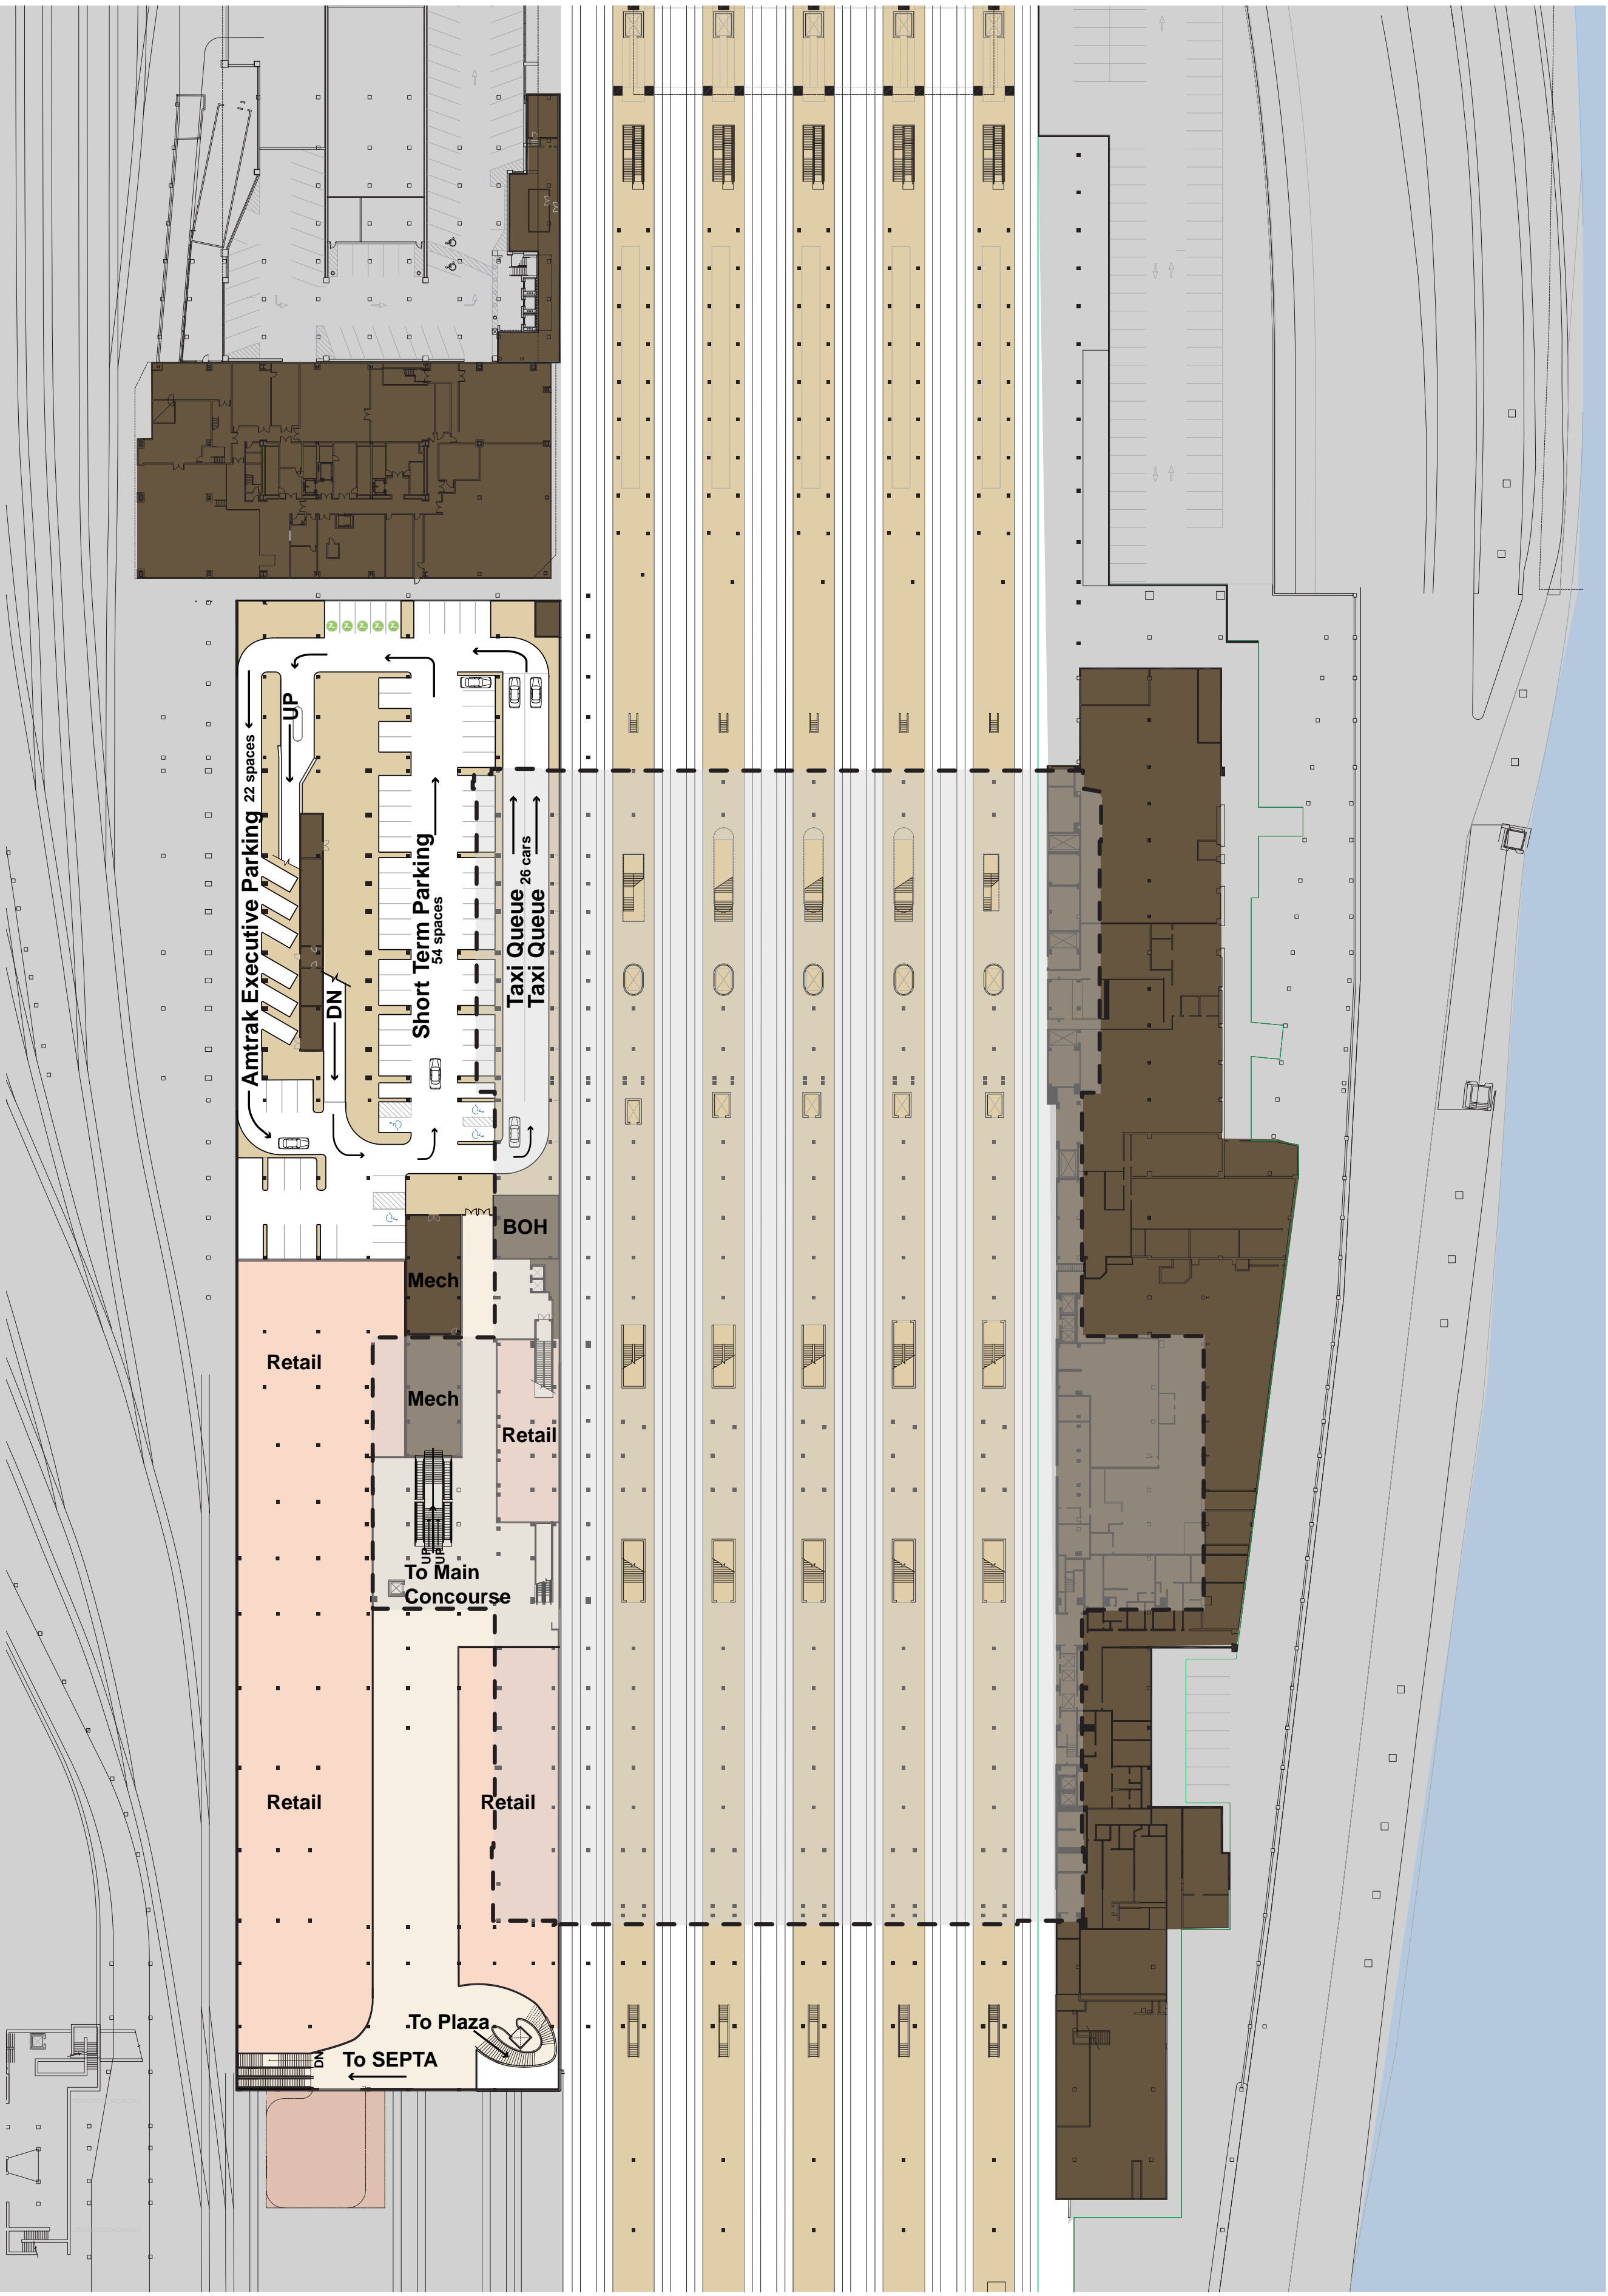 UP
Amtrak Executive Parking 22 spaces
Short Term Parking
54 spaces
Taxi Queue
26 cars
Taxi Queue
DN
BOH
Mech
Retail
Mech
Retail
UP
UP
To Main
Concourse
Retail
Retail
To Plaza
To SEPTA
DN